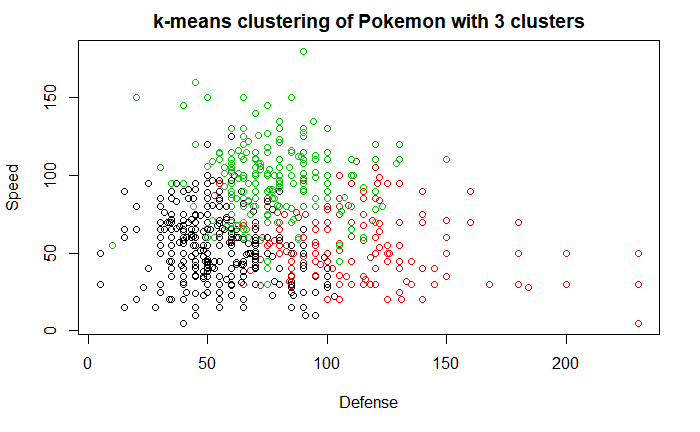 k-means clustering of Pokemon with 3 clusters
Speed
150
100
50
0
0 50 100 150 200
Defense